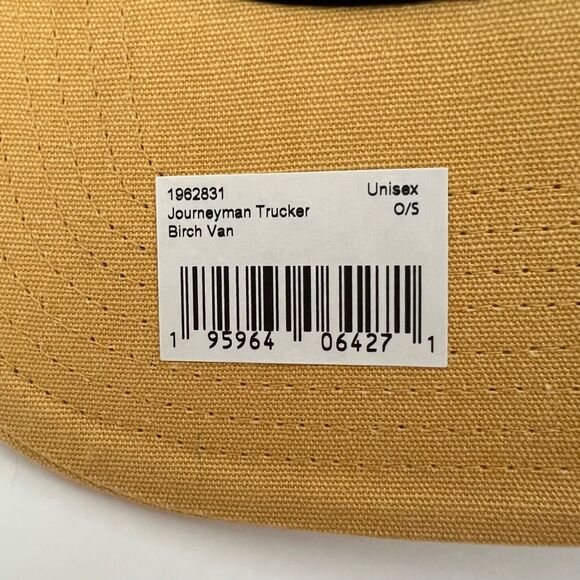 1962831 Unisex
Journeyman Trucker O/S
Birch Van
1 95964 06427 1